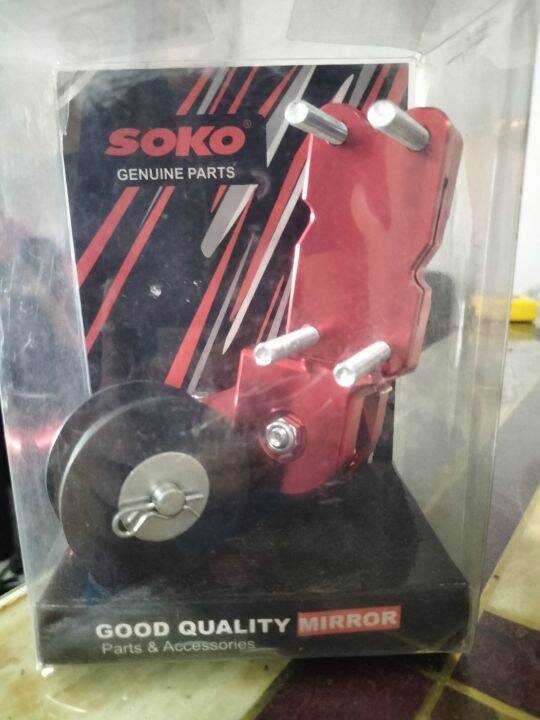 SOKO®
GENUINE PARTS
GOOD QUALITY MIRROR
Parts & Accessories